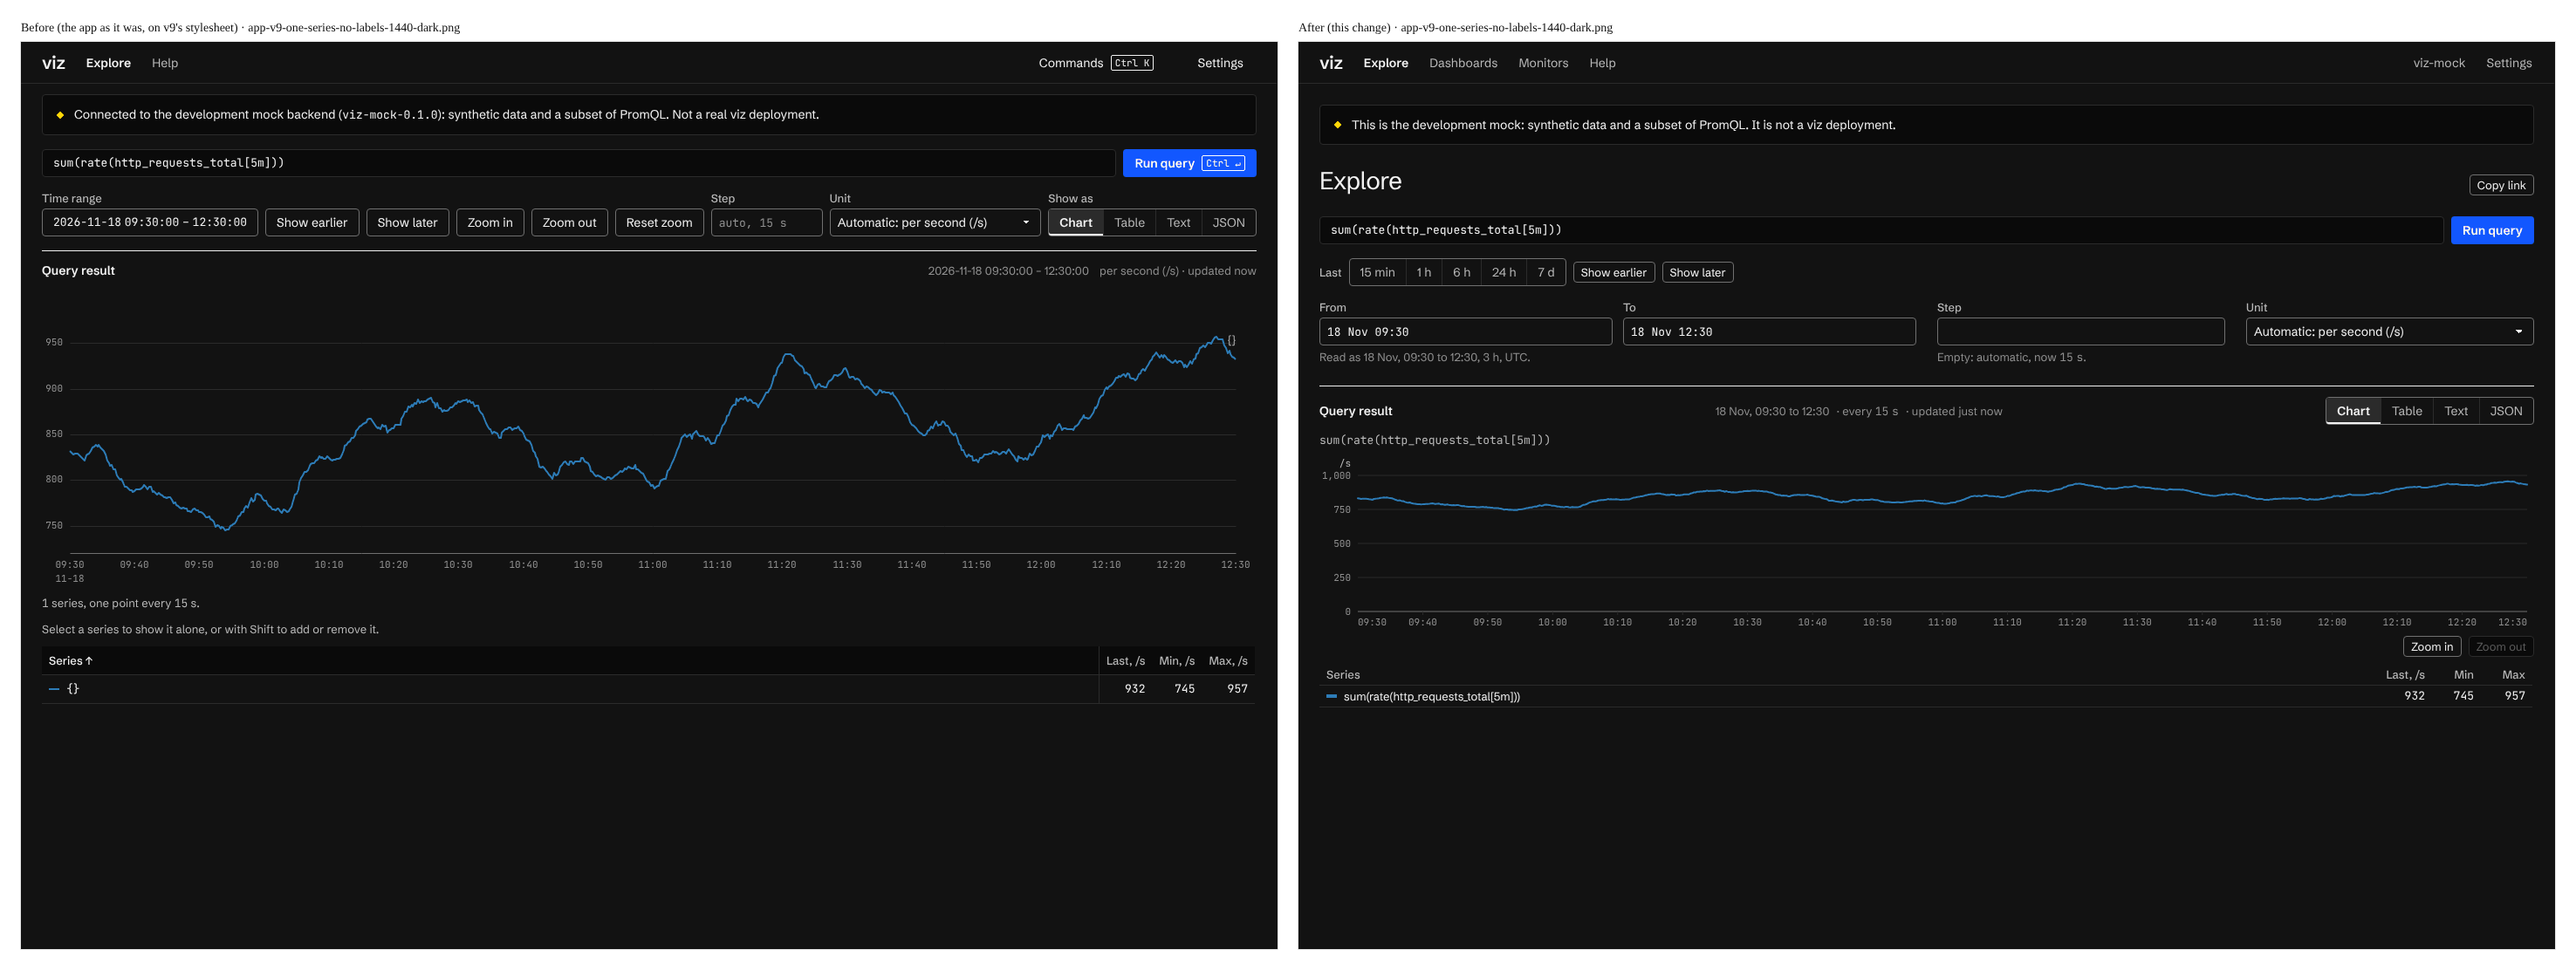 Before (the app as it was, on v9's stylesheet) · app-v9-one-series-no-labels-1440-dark.png
viz Explore Help Commands Ctrl K Settings
Connected to the development mock backend (viz-mock-0.1.0): synthetic data and a subset of PromQL. Not a real viz deployment.
sum(rate(http_requests_total[5m])) Run query Ctrl ↵
Time range Step Unit Show as
2026-11-18 09:30:00 – 12:30:00 Show earlier Show later Zoom in Zoom out Reset zoom auto, 15 s Automatic: per second (/s) Chart Table Text JSON
Query result 2026-11-18 09:30:00 – 12:30:00 per second (/s) · updated now
{}
950
900
850
800
750
09:30 09:40 09:50 10:00 10:10 10:20 10:30 10:40 10:50 11:00 11:10 11:20 11:30 11:40 11:50 12:00 12:10 12:20 12:30
11-18
1 series, one point every 15 s.
Select a series to show it alone, or with Shift to add or remove it.
Series ↑ Last, /s Min, /s Max, /s
{} 932 745 957
After (this change) · app-v9-one-series-no-labels-1440-dark.png
viz Explore Dashboards Monitors Help viz-mock Settings
This is the development mock: synthetic data and a subset of PromQL. It is not a viz deployment.
Explore Copy link
sum(rate(http_requests_total[5m])) Run query
Last 15 min 1 h 6 h 24 h 7 d Show earlier Show later
From To Step Unit
18 Nov 09:30 18 Nov 12:30 Automatic: per second (/s)
Read as 18 Nov, 09:30 to 12:30, 3 h, UTC. Empty: automatic, now 15 s.
Query result 18 Nov, 09:30 to 12:30 · every 15 s · updated just now Chart Table Text JSON
sum(rate(http_requests_total[5m]))
/s
1,000
750
500
250
0
09:30 09:40 09:50 10:00 10:10 10:20 10:30 10:40 10:50 11:00 11:10 11:20 11:30 11:40 11:50 12:00 12:10 12:20 12:30
Zoom in Zoom out
Series Last, /s Min Max
sum(rate(http_requests_total[5m])) 932 745 957